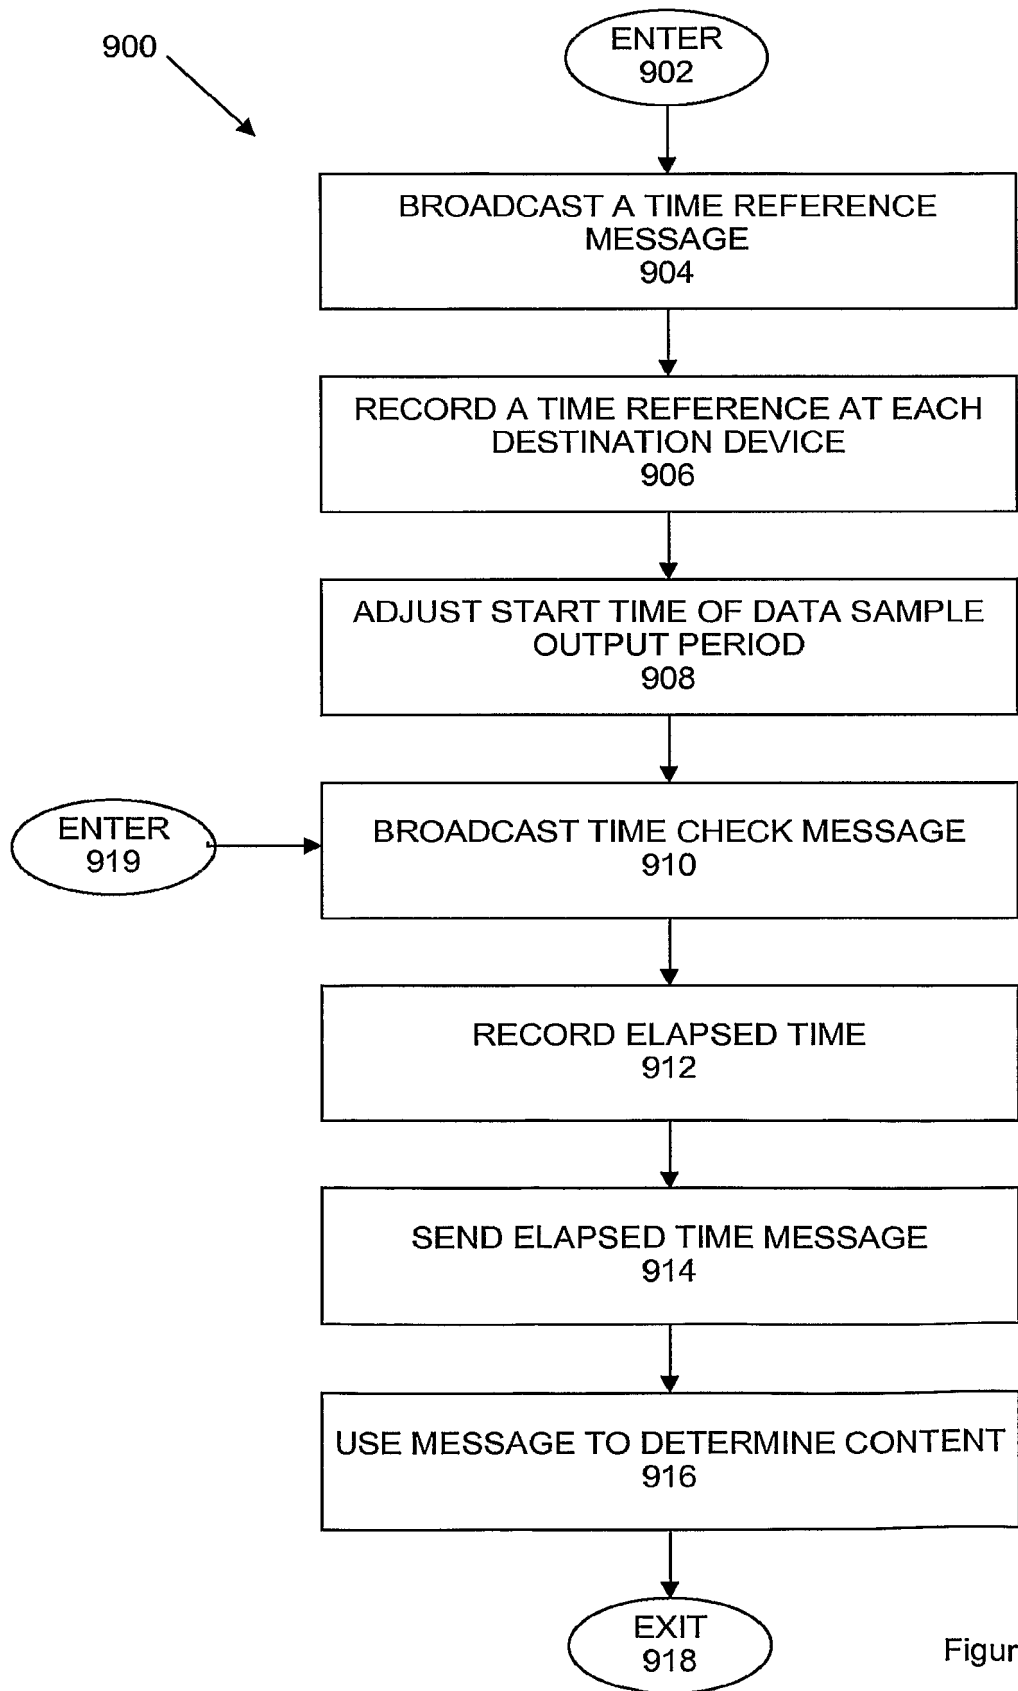 900
ENTER
902
BROADCAST A TIME REFERENCE
MESSAGE
904
RECORD A TIME REFERENCE AT EACH
DESTINATION DEVICE
906
ADJUST START TIME OF DATA SAMPLE
OUTPUT PERIOD
908
ENTER
919
BROADCAST TIME CHECK MESSAGE
910
RECORD ELAPSED TIME
912
SEND ELAPSED TIME MESSAGE
914
USE MESSAGE TO DETERMINE CONTENT
916
EXIT
918
Figur